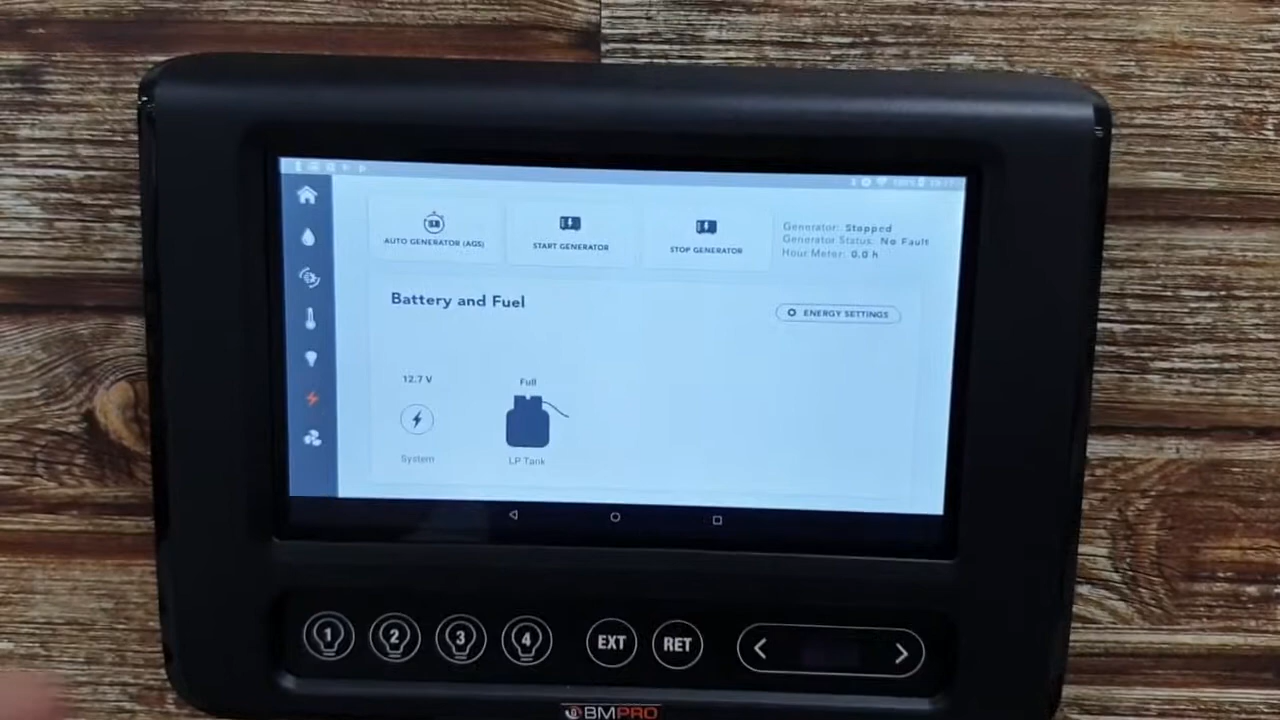 100%
AUTO GENERATOR (AGS)
START GENERATOR
STOP GENERATOR
Generator: Stopped
Generator Status: No Fault
Hour Meter: 0.0 h
Battery and Fuel
ENERGY SETTINGS
12.7 V
System
Full
LP Tank
1 2 3 4 EXT RET
BMPRO